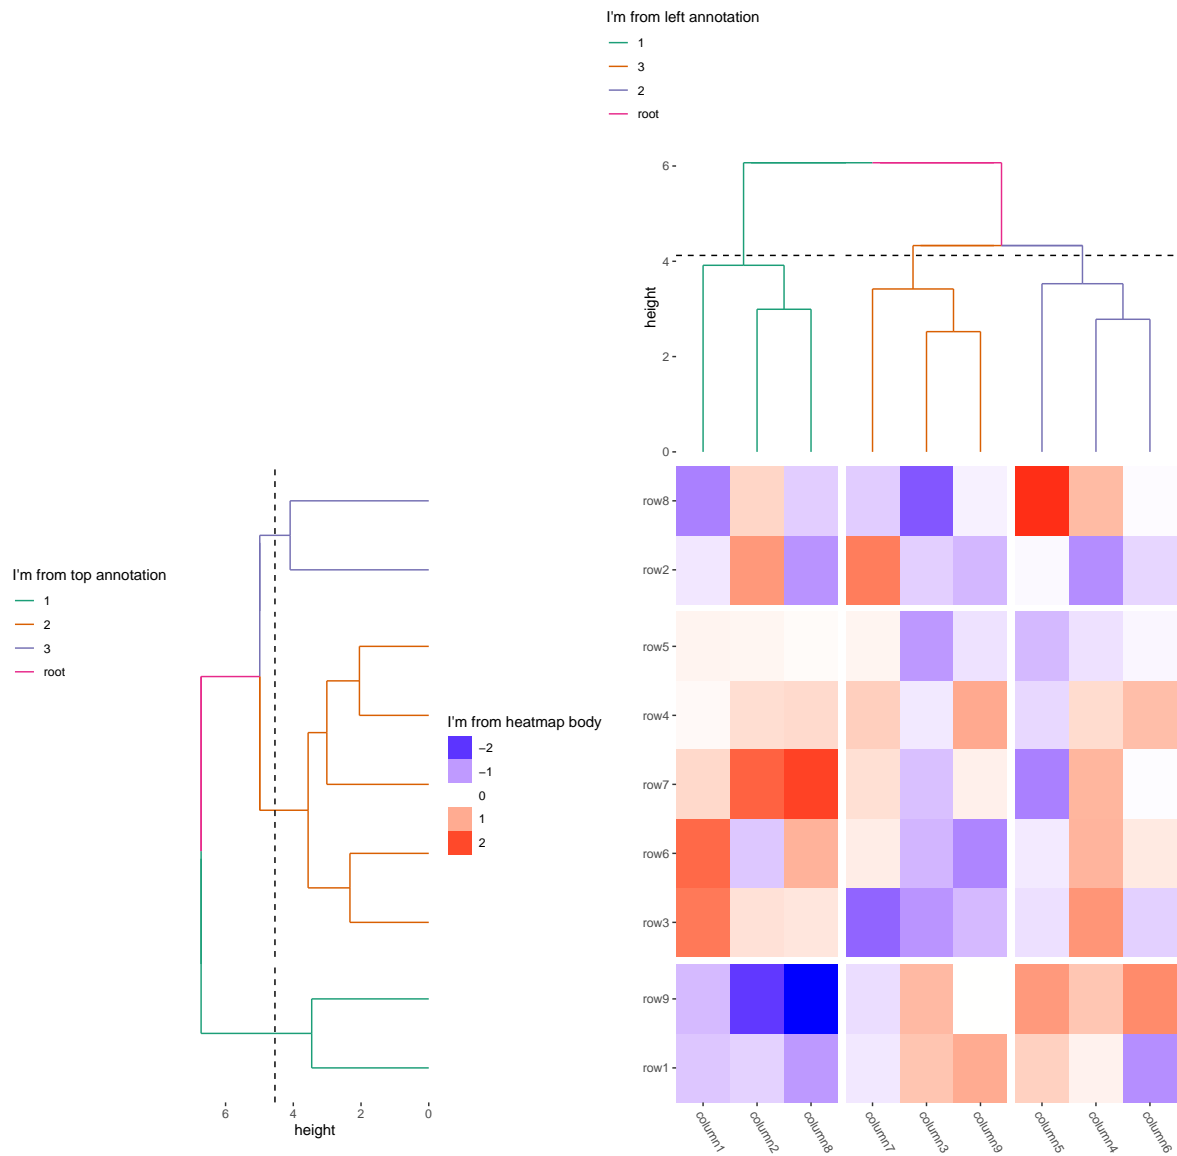 I'm from left annotation
1
3
2
root
6
4
2
0
height
I'm from top annotation
1
2
3
root
6
4
2
0
height
I'm from heatmap body
−2
−1
0
1
2
row8
row2
row5
row4
row7
row6
row3
row9
row1
column1
column2
column8
column7
column3
column9
column5
column4
column6